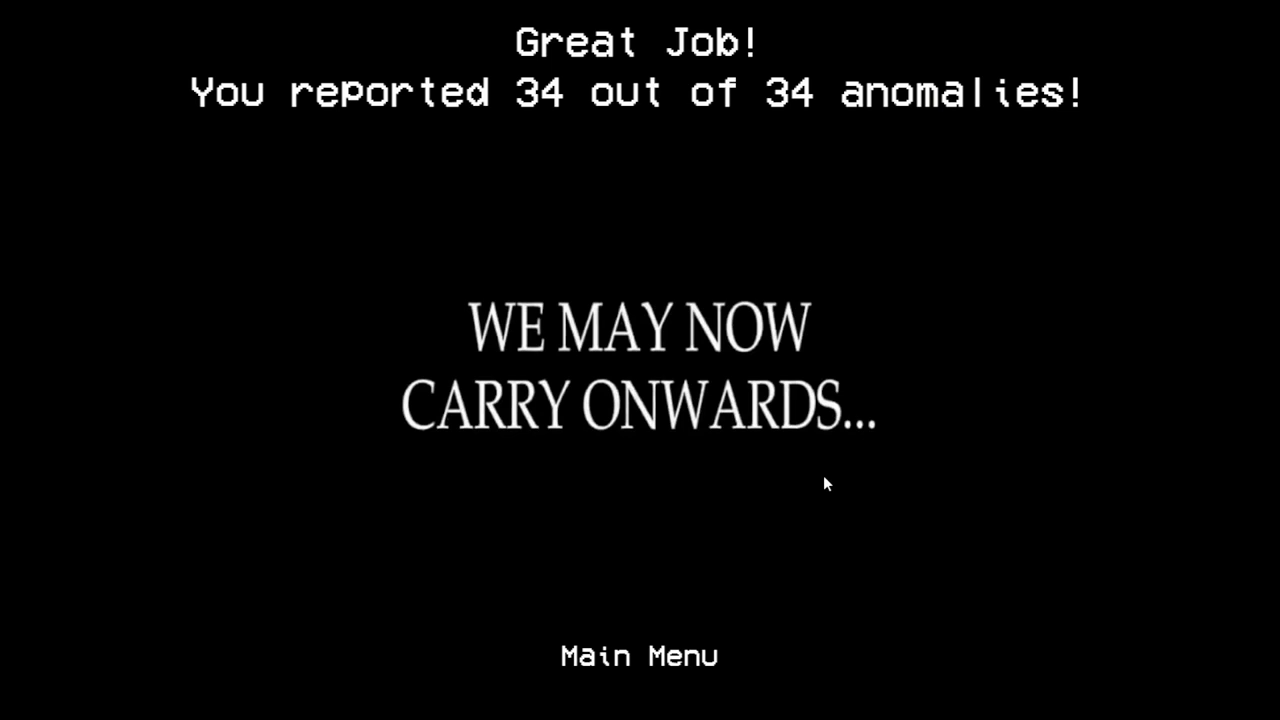 Great Job!
You reported 34 out of 34 anomalies!
WE MAY NOW
CARRY ONWARDS...
Main Menu